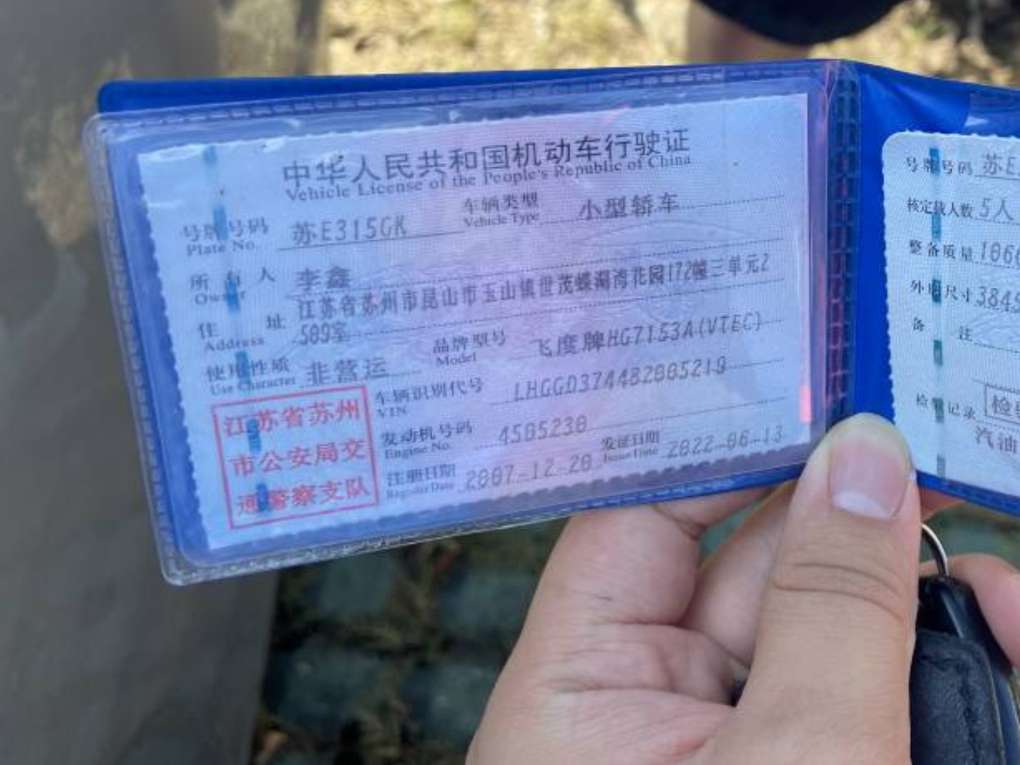 中华人民共和国机动车行驶证
Vehicle License of the People's Republic of China
号牌号码 苏E315GK 车辆类型 小型轿车
Plate No. Vehicle Type
所有人 李鑫
Owner
住址 江苏省苏州市昆山市玉山镇世茂蝶湖湾花园172幢三单元2
Address 509室
使用性质 非营运 品牌型号 飞度牌HG7153A(VTEC)
Use Character Model
车辆识别代号 LHGGD374482005219
VIN
江苏省苏州
市公安局交
通警察支队
发动机号码 4505230
Engine No.
注册日期 2007-12-20 发证日期 2022-06-13
Register Date Issue Date
号牌号码 苏E
核定载人数 5人
整备质量 106
外廓尺寸 3845
备注
检验记录 检验
汽油